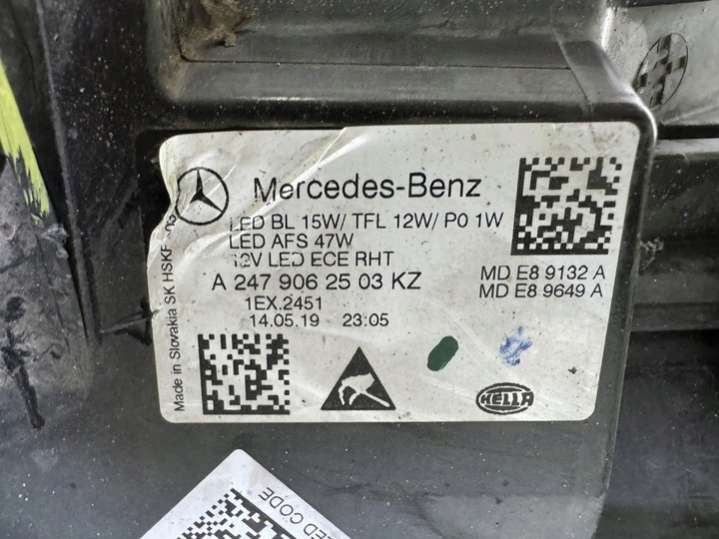 Mercedes-Benz
LED BL 15W/ TFL 12W/ P0 1W
LED AFS 47W
12V LED ECE RHT
A 247 906 25 03 KZ
1EX.2451
14.05.19 23:05
MD E8 9132 A
MD E8 9649 A
Made in Slovakia SK HSKF
HELLA
LED CODE